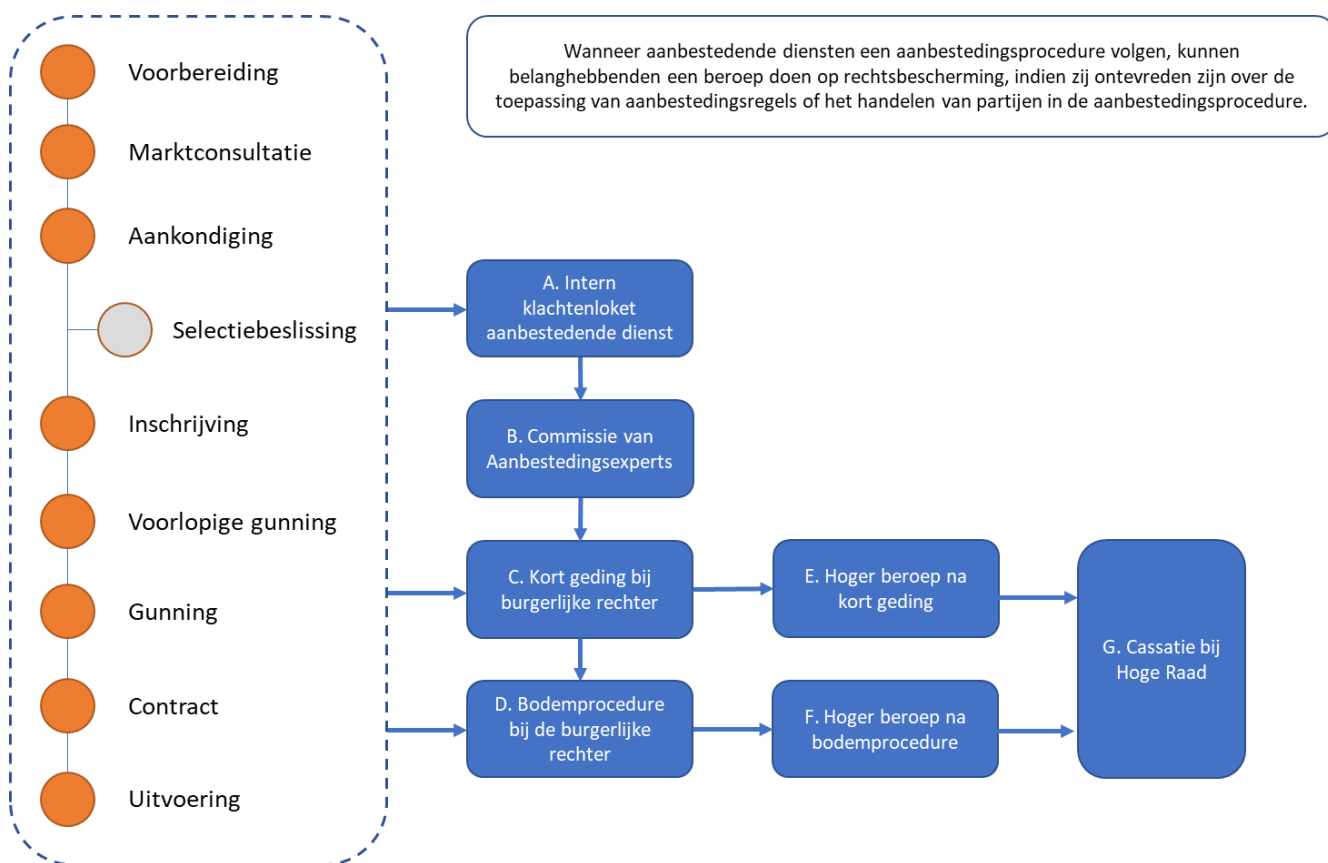 Wanneer aanbestedende diensten een aanbestedingsprocedure volgen, kunnen
belanghebbenden een beroep doen op rechtsbescherming, indien zij ontevreden zijn over de
toepassing van aanbestedingsregels of het handelen van partijen in de aanbestedingsprocedure.
Voorbereiding
Marktconsultatie
Aankondiging
Selectiebeslissing
Inschrijving
Voorlopige gunning
Gunning
Contract
Uitvoering
A. Intern
klachtenloket
aanbestedende dienst
B. Commissie van
Aanbestedingsexperts
C. Kort geding bij
burgerlijke rechter
D. Bodemprocedure
bij de burgerlijke
rechter
E. Hoger beroep na
kort geding
F. Hoger beroep na
bodemprocedure
G. Cassatie bij
Hoge Raad